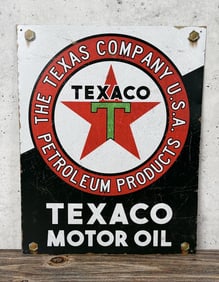 THE TEXAS COMPANY U.S.A.
TEXACO
T
PETROLEUM PRODUCTS
TEXACO
MOTOR OIL